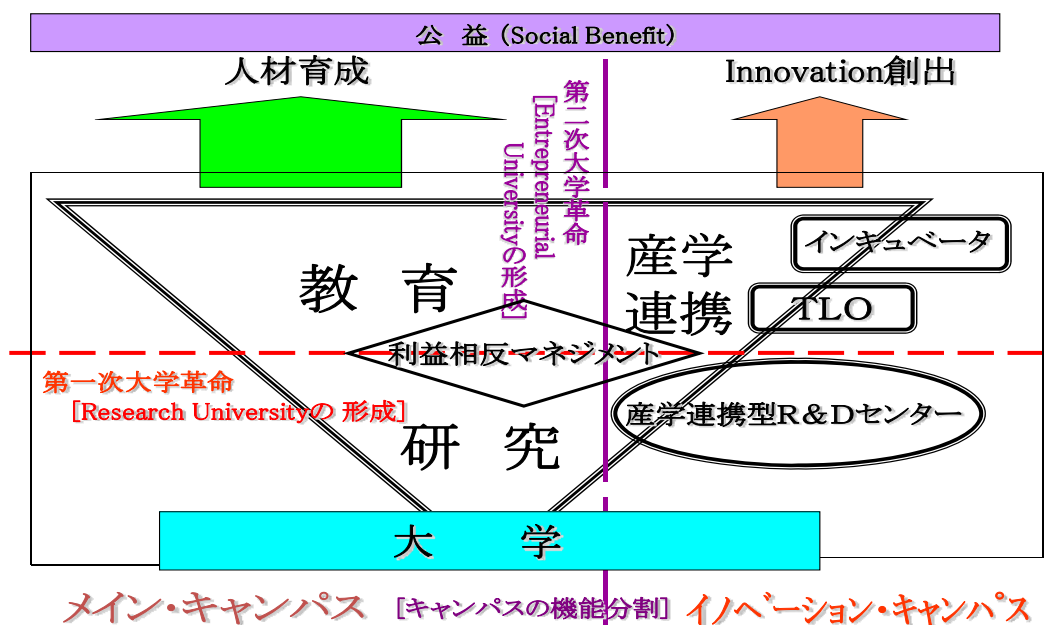 公 益 (Social Benefit)
人材育成
Innovation創出
第二次大学革命
[Entrepreneurial
Universityの形成]
教 育
産学
連携
インキュベータ
TLO
利益相反マネジメント
第一次大学革命
[Research Universityの 形成]
産学連携型R&Dセンター
研 究
大 学
メイン・キャンパス
[キャンパスの機能分割]
イノベーション・キャンパス